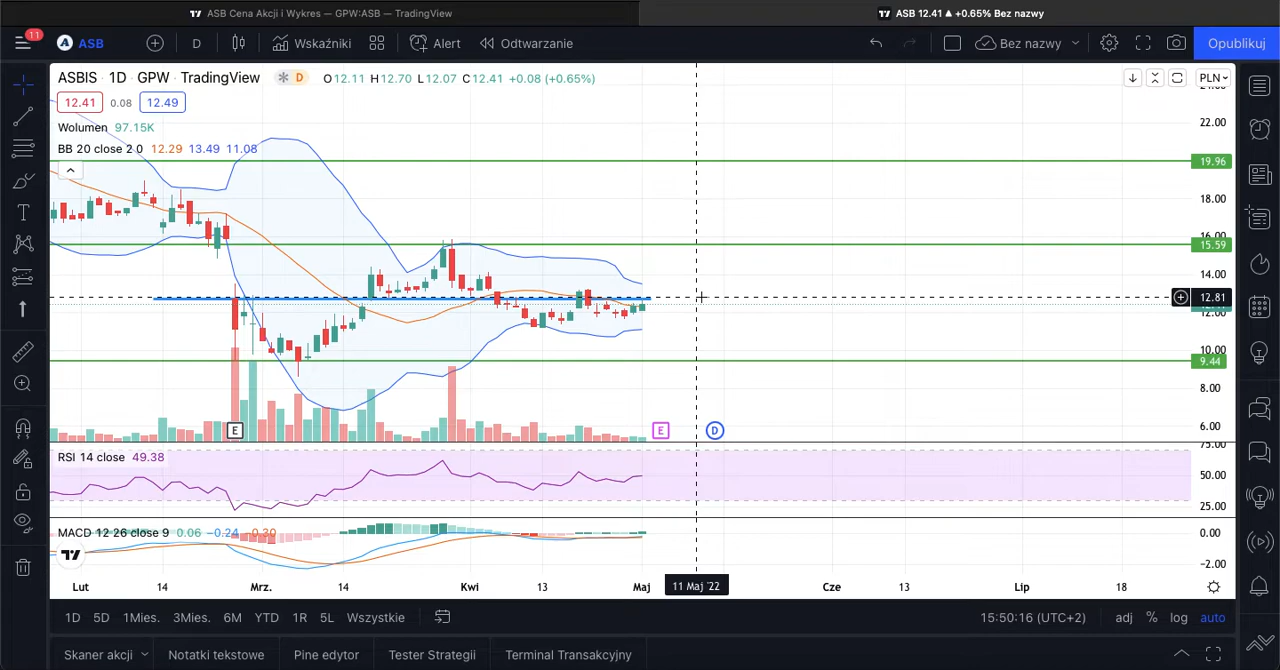 ASB Cena Akcji i Wykres — GPW:ASB — TradingView
ASB 12.41 ▲ +0.65% Bez nazwy
11
A ASB
D
Wskaźniki
Alert
Odtwarzanie
Bez nazwy
Opublikuj
ASBIS · 1D · GPW · TradingView
D
O12.11 H12.70 L12.07 C12.41 +0.08 (+0.65%)
PLN
12.41 0.08 12.49
Wolumen 97.15K
BB 20 close 2 0 12.29 13.49 11.08
24.00
22.00
19.96
18.00
16.00
15.59
14.00
12.81
12.00
10.00
9.44
8.00
6.00
E
E
D
RSI 14 close 49.38
75.00
50.00
25.00
MACD 12 26 close 9 0.06 −0.24 −0.30
0.00
−2.00
Lut 14 Mrz. 14 Kwi 13 Maj 11 Maj '22 Cze 13 Lip 18
1D 5D 1Mies. 3Mies. 6M YTD 1R 5L Wszystkie
15:50:16 (UTC+2) adj % log auto
Skaner akcji Notatki tekstowe Pine edytor Tester Strategii Terminal Transakcyjny